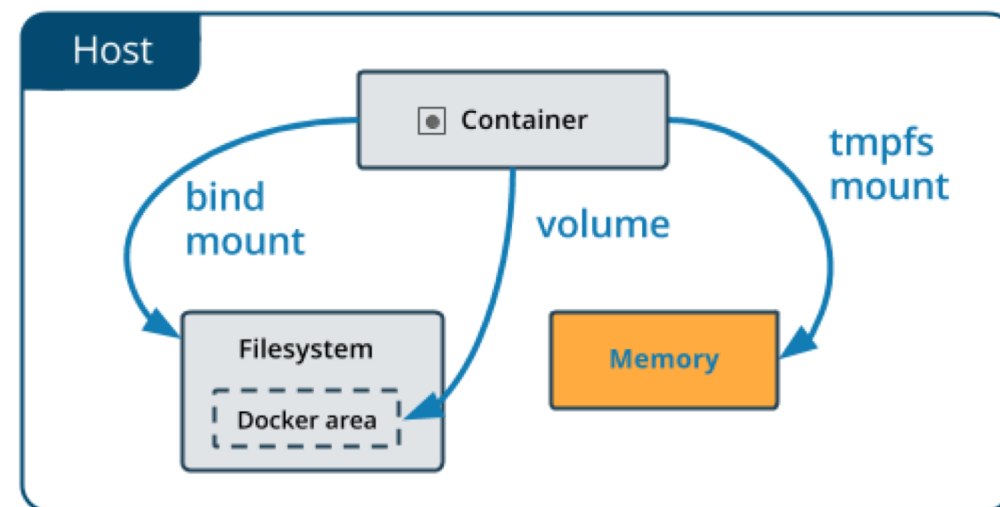 Host
Container
bind
mount
volume
tmpfs
mount
Filesystem
Docker area
Memory